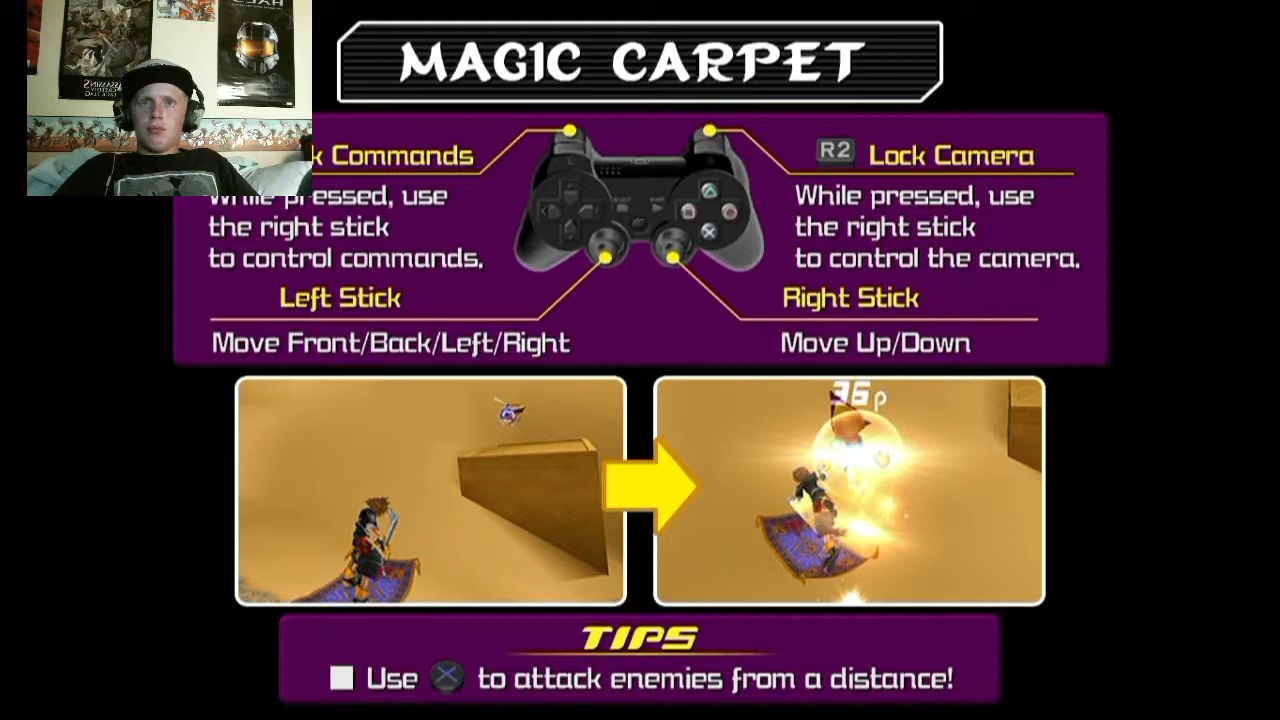 MAGIC CARPET
k Commands
R2 Lock Camera
While pressed, use
the right stick
to control commands.
While pressed, use
the right stick
to control the camera.
Left Stick
Right Stick
Move Front/Back/Left/Right
Move Up/Down
36p
TIPS
Use to attack enemies from a distance!